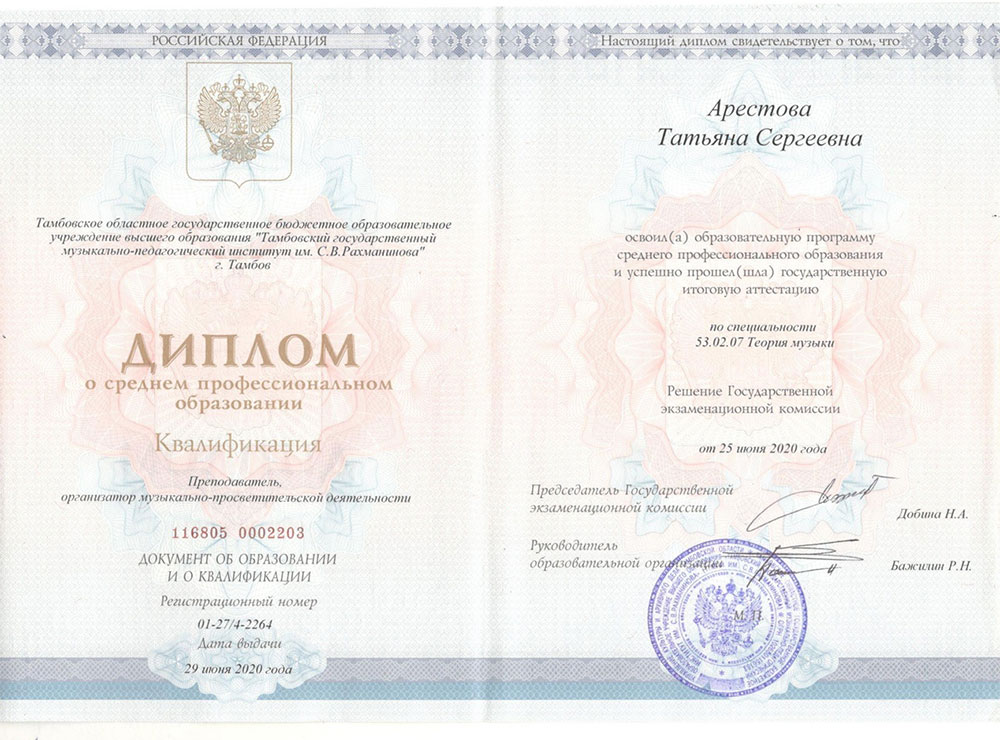 РОССИЙСКАЯ ФЕДЕРАЦИЯ
Тамбовское областное государственное бюджетное образовательное
учреждение высшего образования "Тамбовский государственный
музыкально-педагогический институт им. С.В.Рахманинова"
г. Тамбов
ДИПЛОМ
о среднем профессиональном
образовании
Квалификация
Преподаватель,
организатор музыкально-просветительской деятельности
116805 0002203
ДОКУМЕНТ ОБ ОБРАЗОВАНИИ
И О КВАЛИФИКАЦИИ
Регистрационный номер
01-27/4-2264
Дата выдачи
29 июня 2020 года
Настоящий диплом свидетельствует о том, что
Арестова
Татьяна Сергеевна
освоил(а) образовательную программу
среднего профессионального образования
и успешно прошел(шла) государственную
итоговую аттестацию
по специальности
53.02.07 Теория музыки
Решение Государственной
экзаменационной комиссии
от 25 июня 2020 года
Председатель Государственной
экзаменационной комиссии
Добина Н.А.
Руководитель
образовательной организации
Бажилин Р.Н.
М.П.